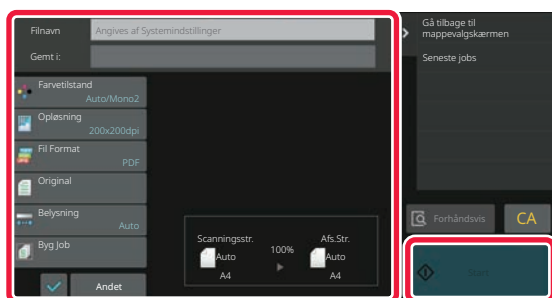 Filnavn
Angives af Systemindstillinger
Gemt i:
Farvetilstand
Auto/Mono2
Opløsning
200x200dpi
Fil Format
PDF
Original
Belysning
Auto
Byg Job
Andet
Scanningsstr.
Auto
A4
100%
Afs.Str.
Auto
A4
Gå tilbage til
mappevalgskærmen
Seneste jobs
Forhåndsvis
CA
Start